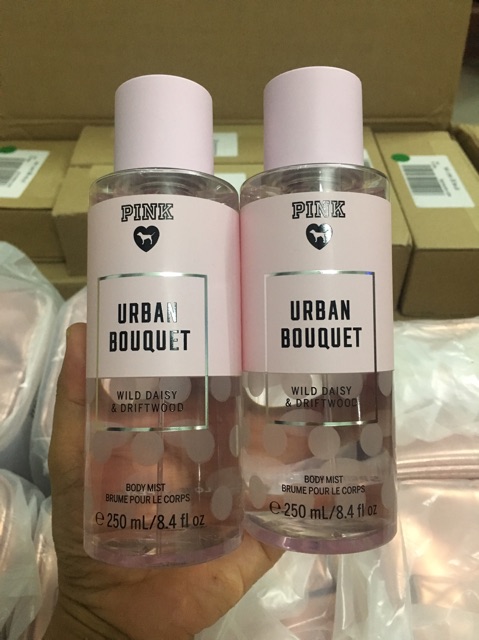 PINK
URBAN
BOUQUET
WILD DAISY
& DRIFTWOOD
BODY MIST
BRUME POUR LE CORPS
℮ 250 mL/8.4 fl oz
PINK
URBAN
BOUQUET
WILD DAISY
& DRIFTWOOD
BODY MIST
BRUME POUR LE CORPS
℮ 250 mL/8.4 fl oz